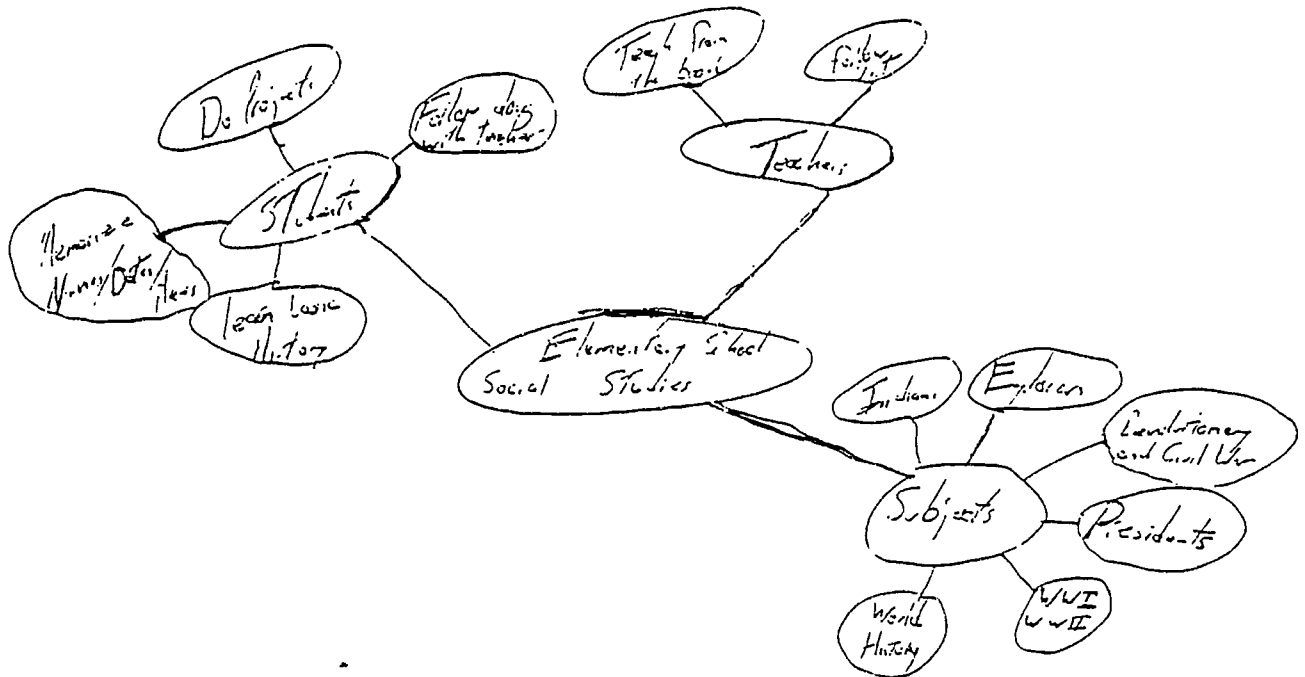 Teach from
the book
Follow
Do Projects
Follow along
with teacher
Teachers
Students
Memorize
Names/Dates/
Learn basic
History
Elementary School
Social Studies
Indians
Explorers
Revolutionary
and Civil War
Subjects
Presidents
WWI
WWII
World
History